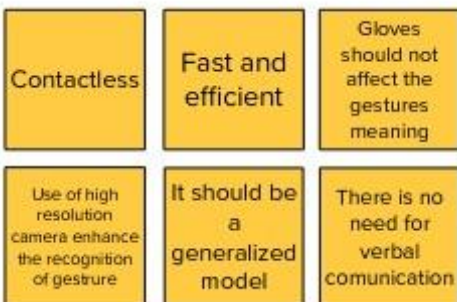 Contactless
Fast and
efficient
Gloves
should not
affect the
gestures
meaning
Use of high
resolution
camera enhance
the recognition
of gestrure
It should be
a
generalized
model
There is no
need for
verbal
comunication